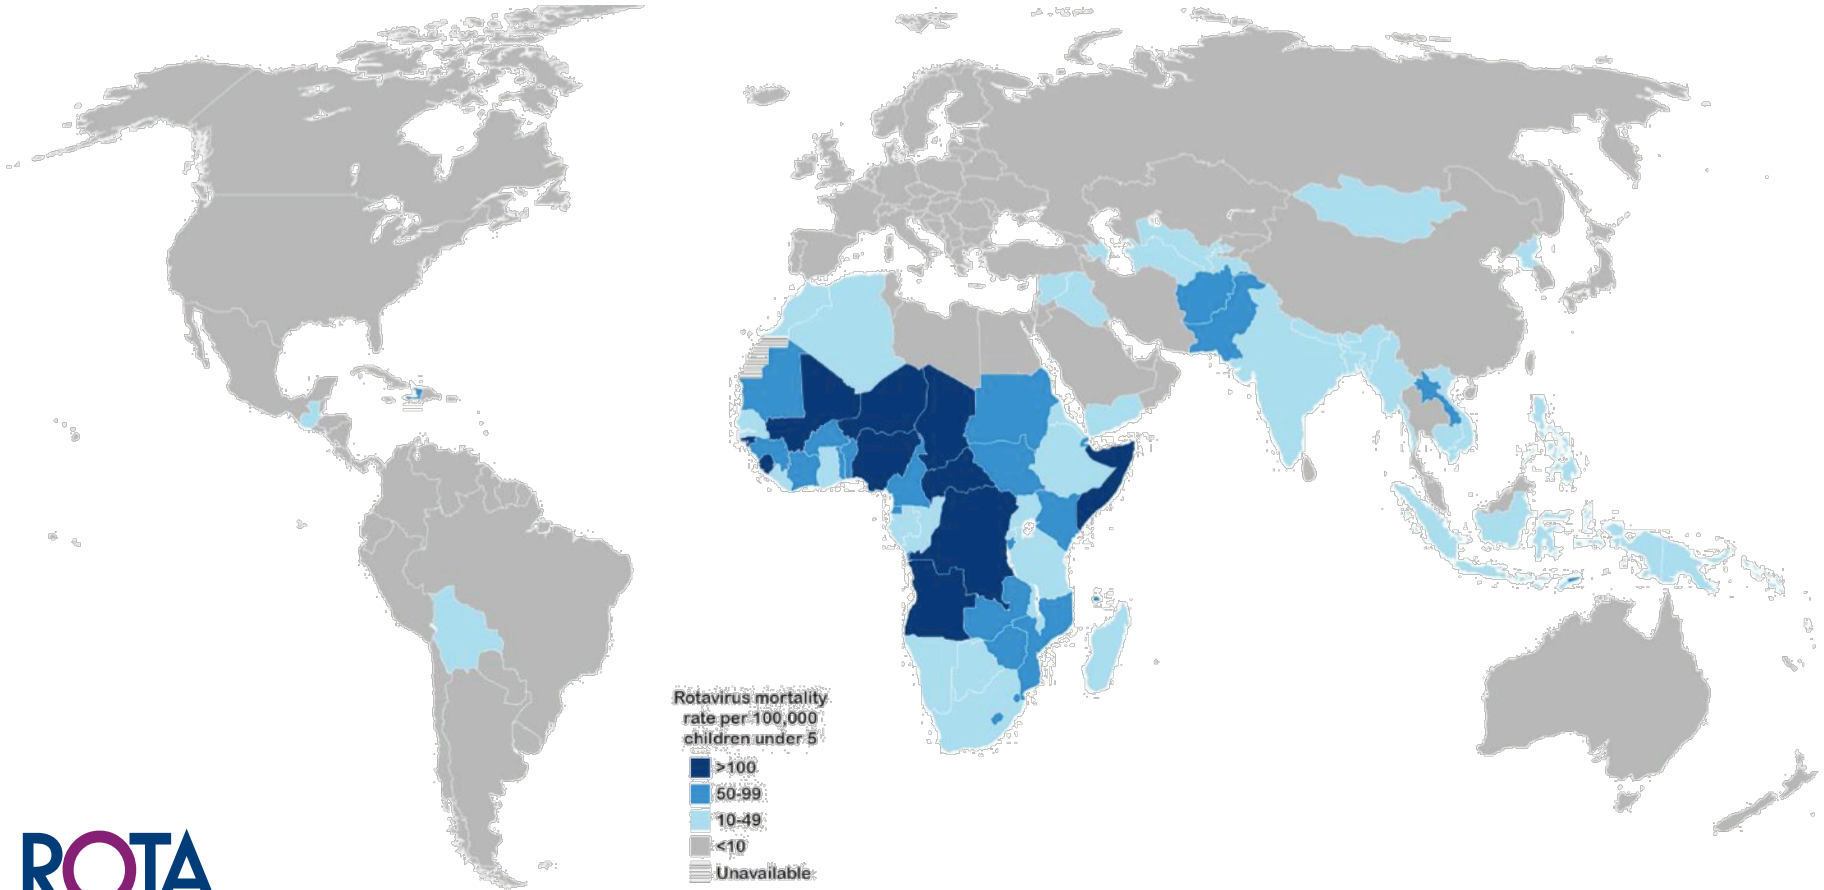 Rotavirus mortality
rate per 100,000
children under 5
>100
50-99
10-49
<10
Unavailable
ROTA